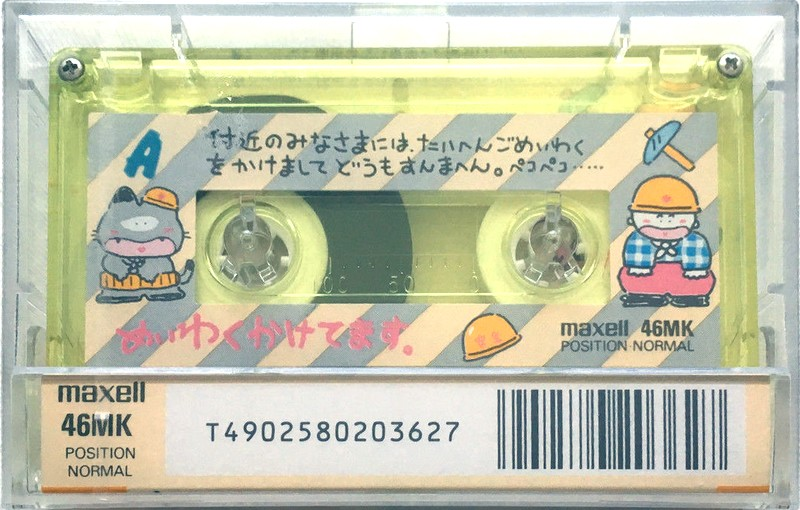 A
付近のみなさまには、たいへんごめいわく
をかけまして どうもすんまへん。ペコペコ……
めいわくかけてます。
maxell 46MK
POSITION·NORMAL
maxell
46MK
POSITION
NORMAL
T4902580203627